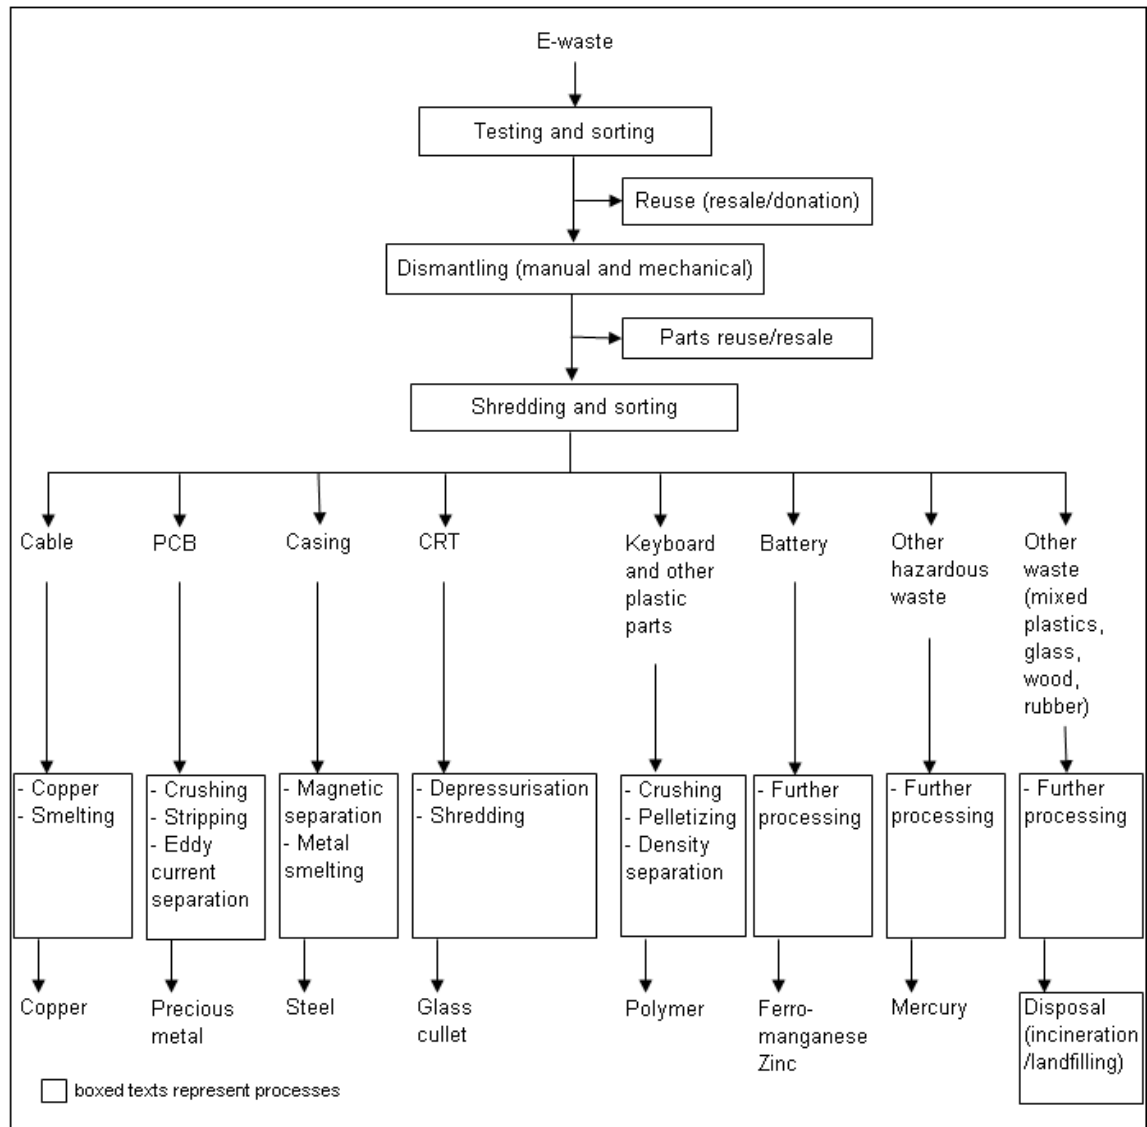 E-waste
Testing and sorting
Reuse (resale/donation)
Dismantling (manual and mechanical)
Parts reuse/resale
Shredding and sorting
Cable
PCB
Casing
CRT
Keyboard
and other
plastic
parts
Battery
Other
hazardous
waste
Other
waste
(mixed
plastics,
glass,
wood,
rubber)
- Copper
- Smelting
- Crushing
- Stripping
- Eddy
current
separation
- Magnetic
separation
- Metal
smelting
- Depressurisation
- Shredding
- Crushing
- Pelletizing
- Density
separation
- Further
processing
- Further
processing
- Further
processing
Copper
Precious
metal
Steel
Glass
cullet
Polymer
Ferro-
manganese
Zinc
Mercury
Disposal
(incineration
/landfilling)
boxed texts represent processes